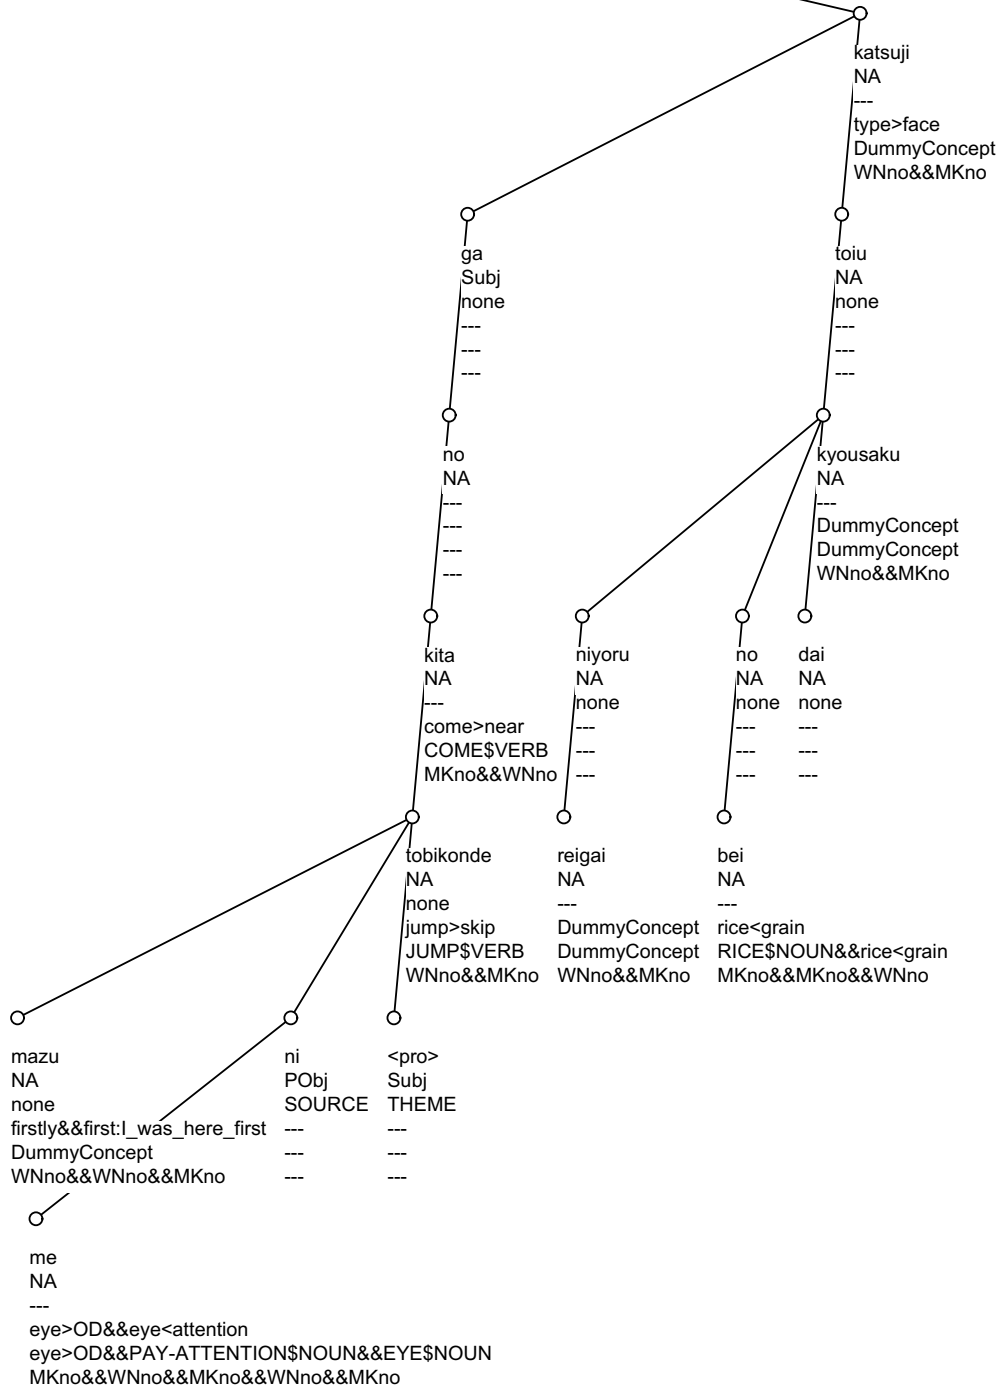 katsuji
NA
---
type>face
DummyConcept
WNno&&MKno
ga
Subj
none
---
---
---
toiu
NA
none
---
---
---
no
NA
---
---
---
---
kyousaku
NA
---
DummyConcept
DummyConcept
WNno&&MKno
kita
NA
---
come>near
COME$VERB
MKno&&WNno
niyoru
NA
none
---
---
---
no
NA
none
---
---
---
dai
NA
none
---
---
---
tobikonde
NA
none
jump>skip
JUMP$VERB
WNno&&MKno
reigai
NA
---
DummyConcept
DummyConcept
WNno&&MKno
bei
NA
---
rice<grain
RICE$NOUN&&rice<grain
MKno&&MKno&&WNno
mazu
NA
none
firstly&&first:I_was_here_first
DummyConcept
WNno&&WNno&&MKno
ni
PObj
SOURCE
---
---
---
<pro>
Subj
THEME
---
---
---
me
NA
---
eye>OD&&eye<attention
eye>OD&&PAY-ATTENTION$NOUN&&EYE$NOUN
MKno&&WNno&&MKno&&WNno&&MKno